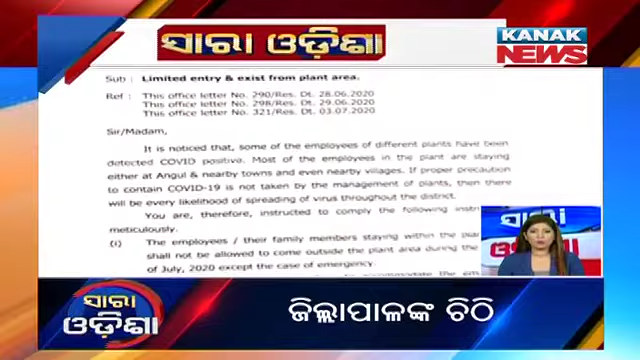 ସାରା ଓଡ଼ିଶା
KANAK
NEWS
Sub : Limited entry & exist from plant area.
Ref : This office letter No. 290/Res. Dt. 28.06.2020
This office letter No. 298/Res. Dt. 29.06.2020
This office letter No. 321/Res. Dt. 03.07.2020
Sir/Madam,
It is noticed that, some of the employees of different plants have been
detected COVID positive. Most of the employees in the plant are staying
either at Angul & nearby towns and even nearby villages. If proper precaution
to contain COVID-19 is not taken by the management of plants, then there
will be every likelihood of spreading of virus throughout the district.
You are, therefore, instructed to comply the following instru
meticulously.
(i) The employees / their family members staying within the plan
shall not be allowed to come outside the plant area during the
of July, 2020 except the case of emergency.
ସାରା
ଓଡ଼ିଶା
ସାରା
ଓଡ଼ିଶା
ଜିଲ୍ଲାପାଳଙ୍କ ଚିଠି